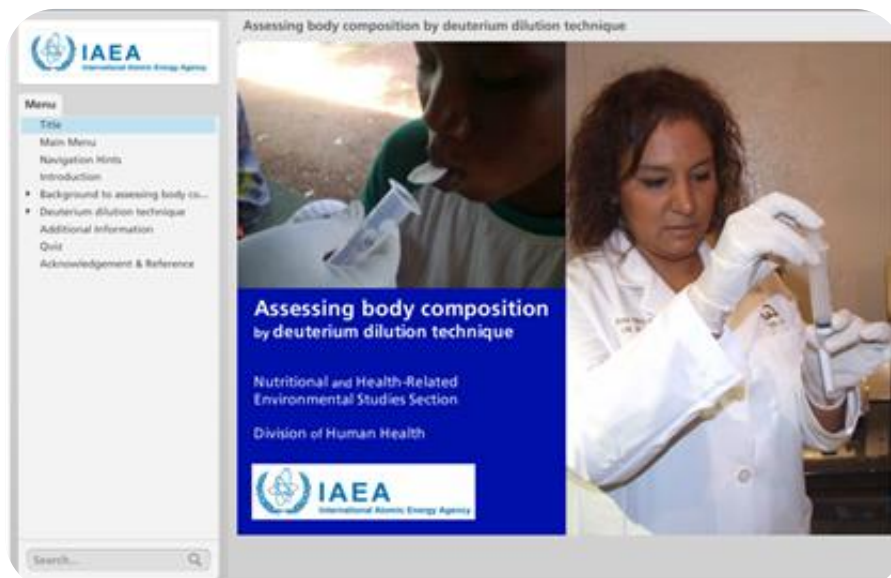 Assessing body composition by deuterium dilution technique
IAEA
International Atomic Energy Agency
Menu
Title
Main Menu
Navigation Hints
Introduction
Background to assessing body co...
Deuterium dilution technique
Additional Information
Quiz
Acknowledgement & Reference
Search...
Assessing body composition
by deuterium dilution technique
Nutritional and Health-Related
Environmental Studies Section
Division of Human Health
IAEA
International Atomic Energy Agency